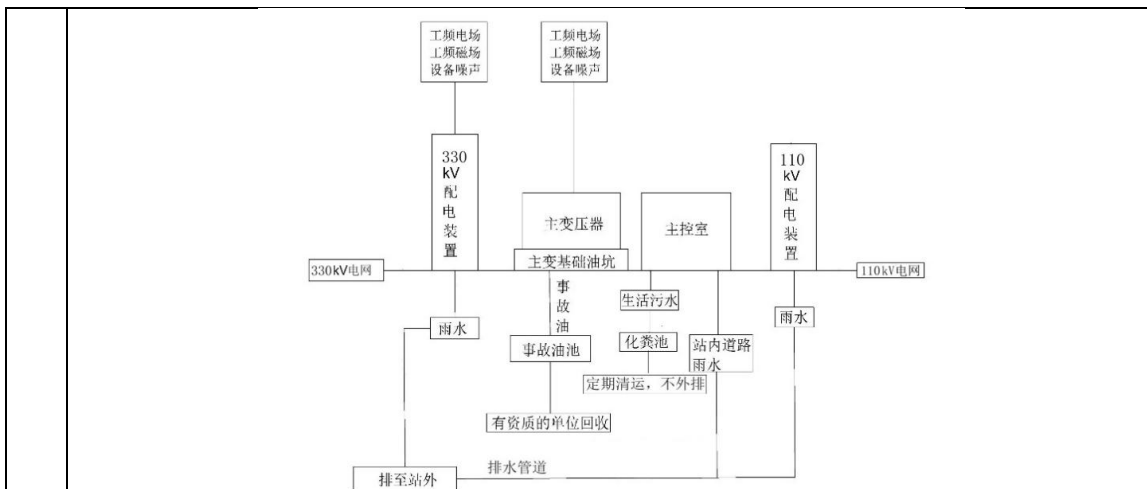 工频电场
工频磁场
设备噪声
工频电场
工频磁场
设备噪声
330
kV
配
电
装
置
主变压器
主变基础油坑
主控室
110
kV
配
电
装
置
330kV电网
110kV电网
雨水
事
故
油
事故油池
有资质的单位回收
生活污水
化粪池
定期清运，不外排
站内道路
雨水
雨水
排水管道
排至站外